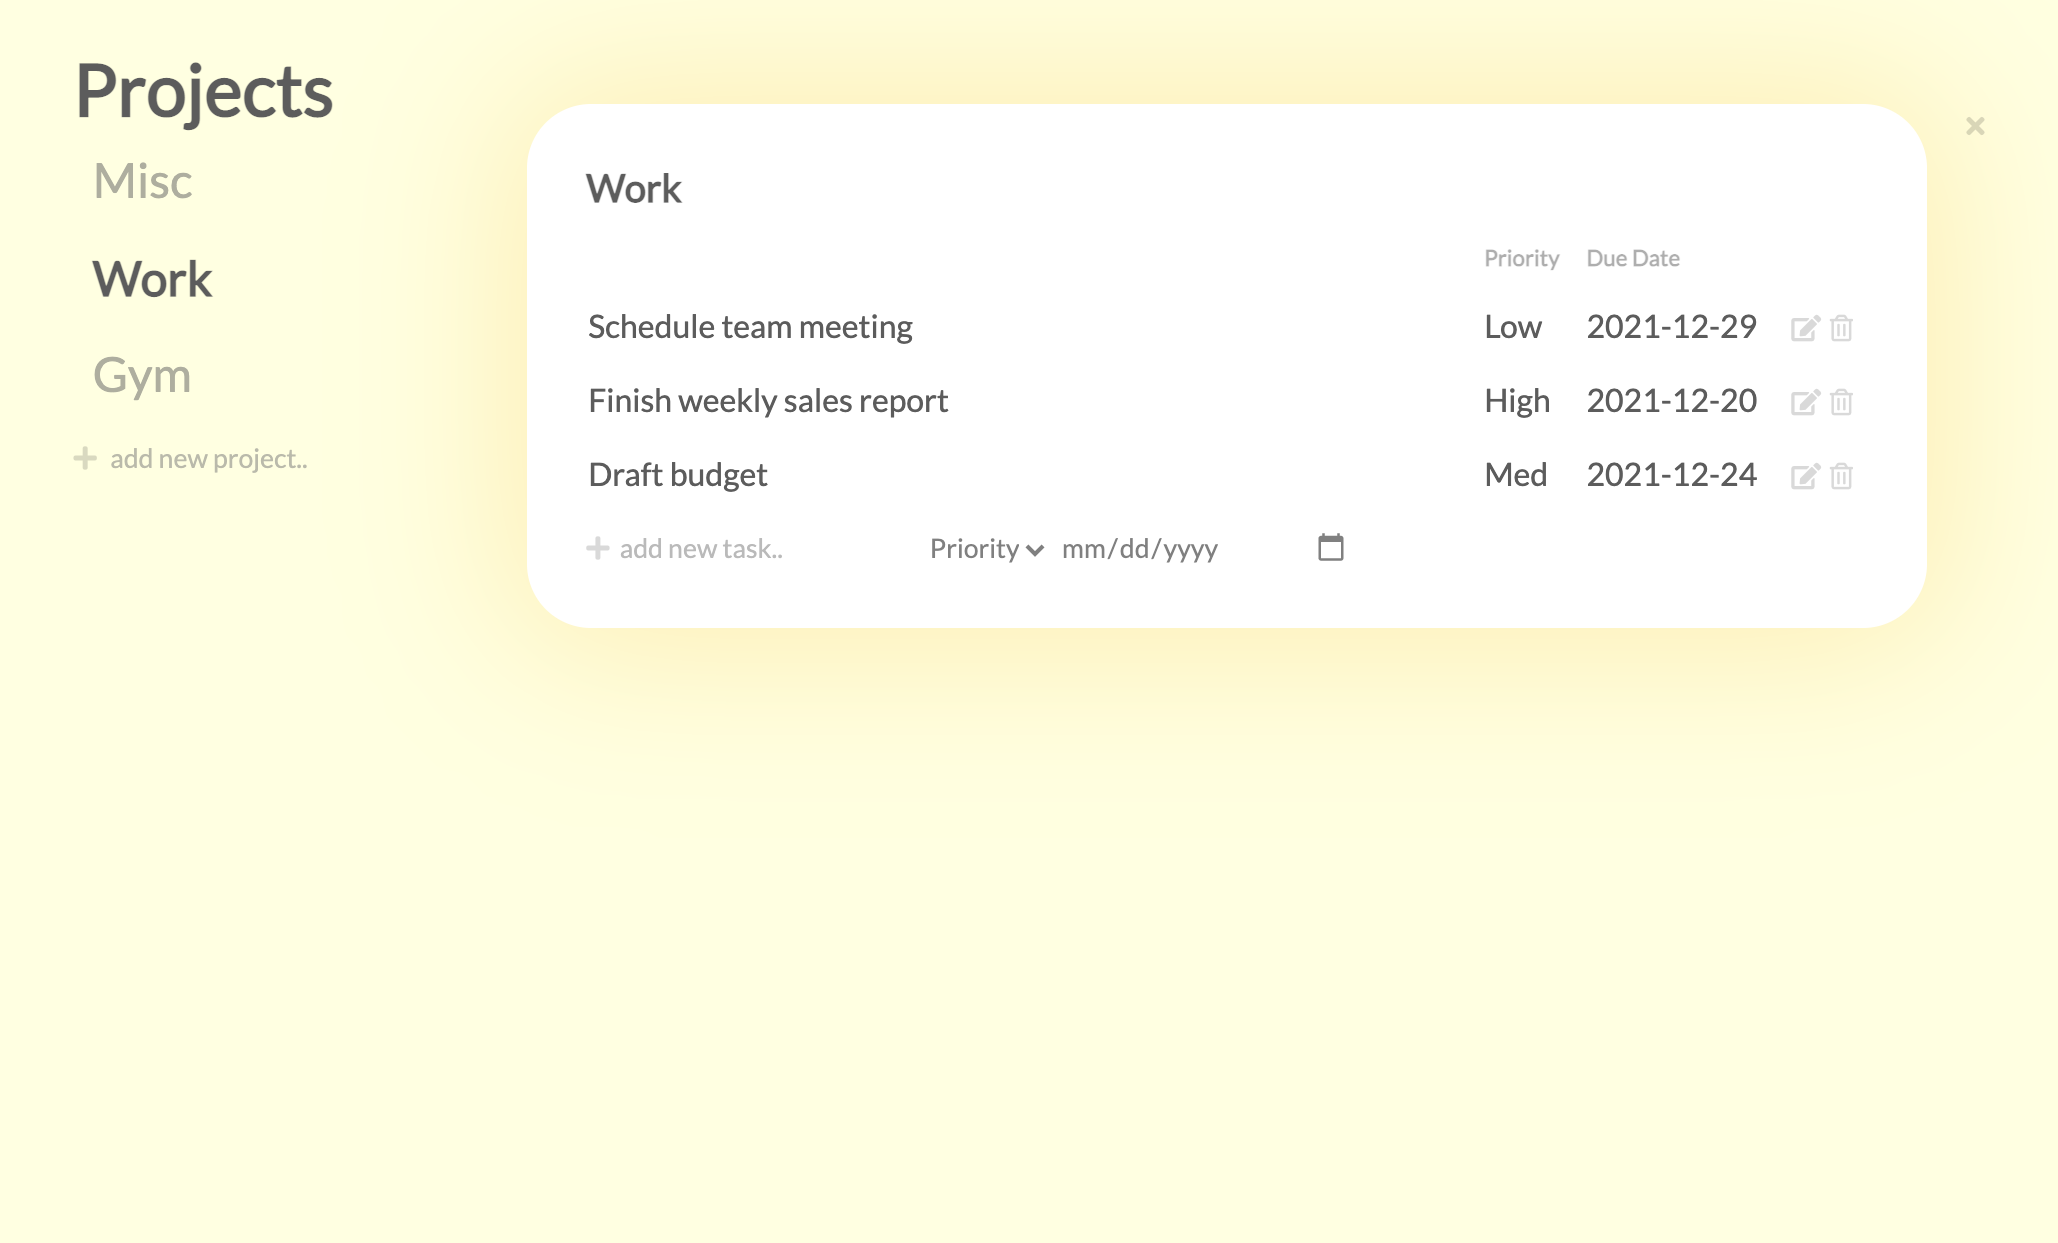 Projects
Misc
Work
Gym
add new project..
Work
Priority Due Date
Schedule team meeting Low 2021-12-29
Finish weekly sales report High 2021-12-20
Draft budget Med 2021-12-24
add new task.. Priority mm/dd/yyyy